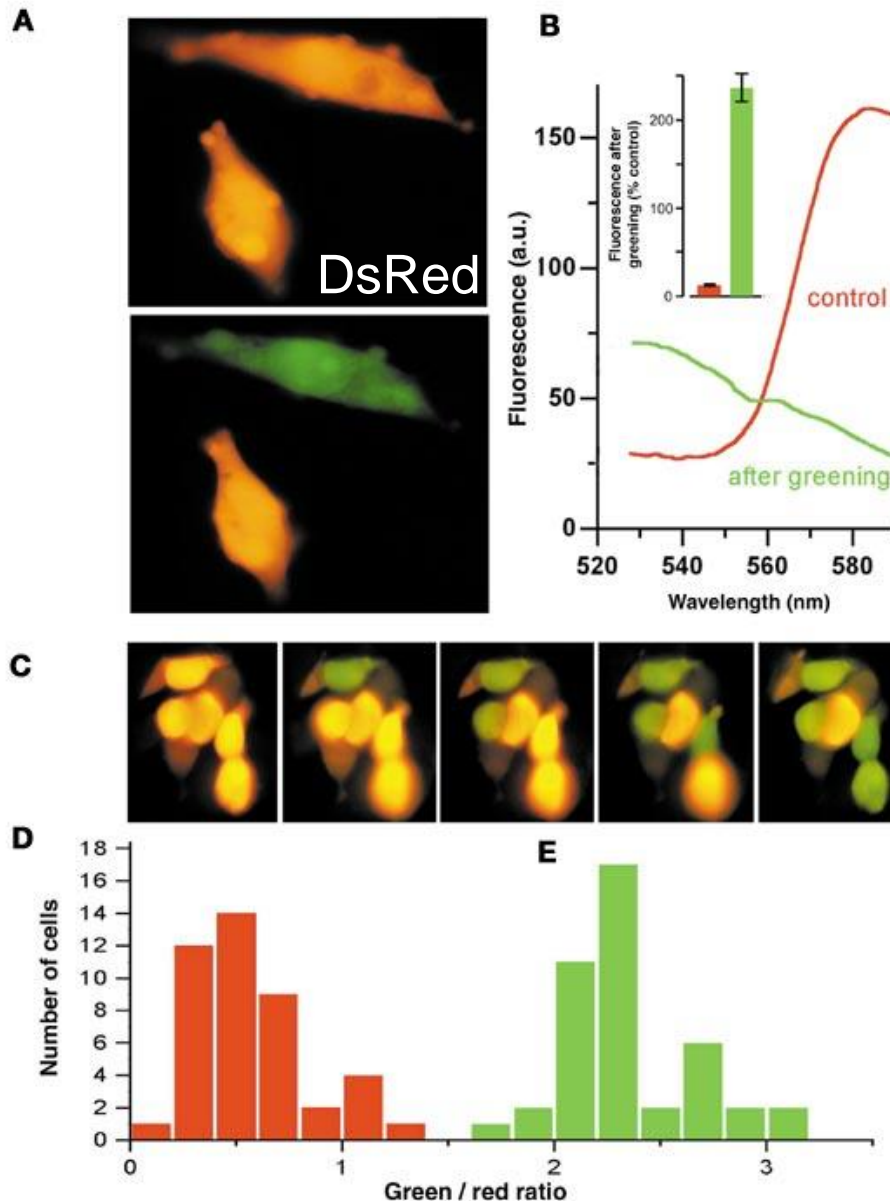 A
DsRed
B
Fluorescence (a.u.)
150
100
50
0
Fluorescence after
greening (% control)
200
100
0
control
after greening
520 540 560 580
Wavelength (nm)
C
D
E
Number of cells
18
16
14
12
10
8
6
4
2
0
0 1 2 3
Green / red ratio